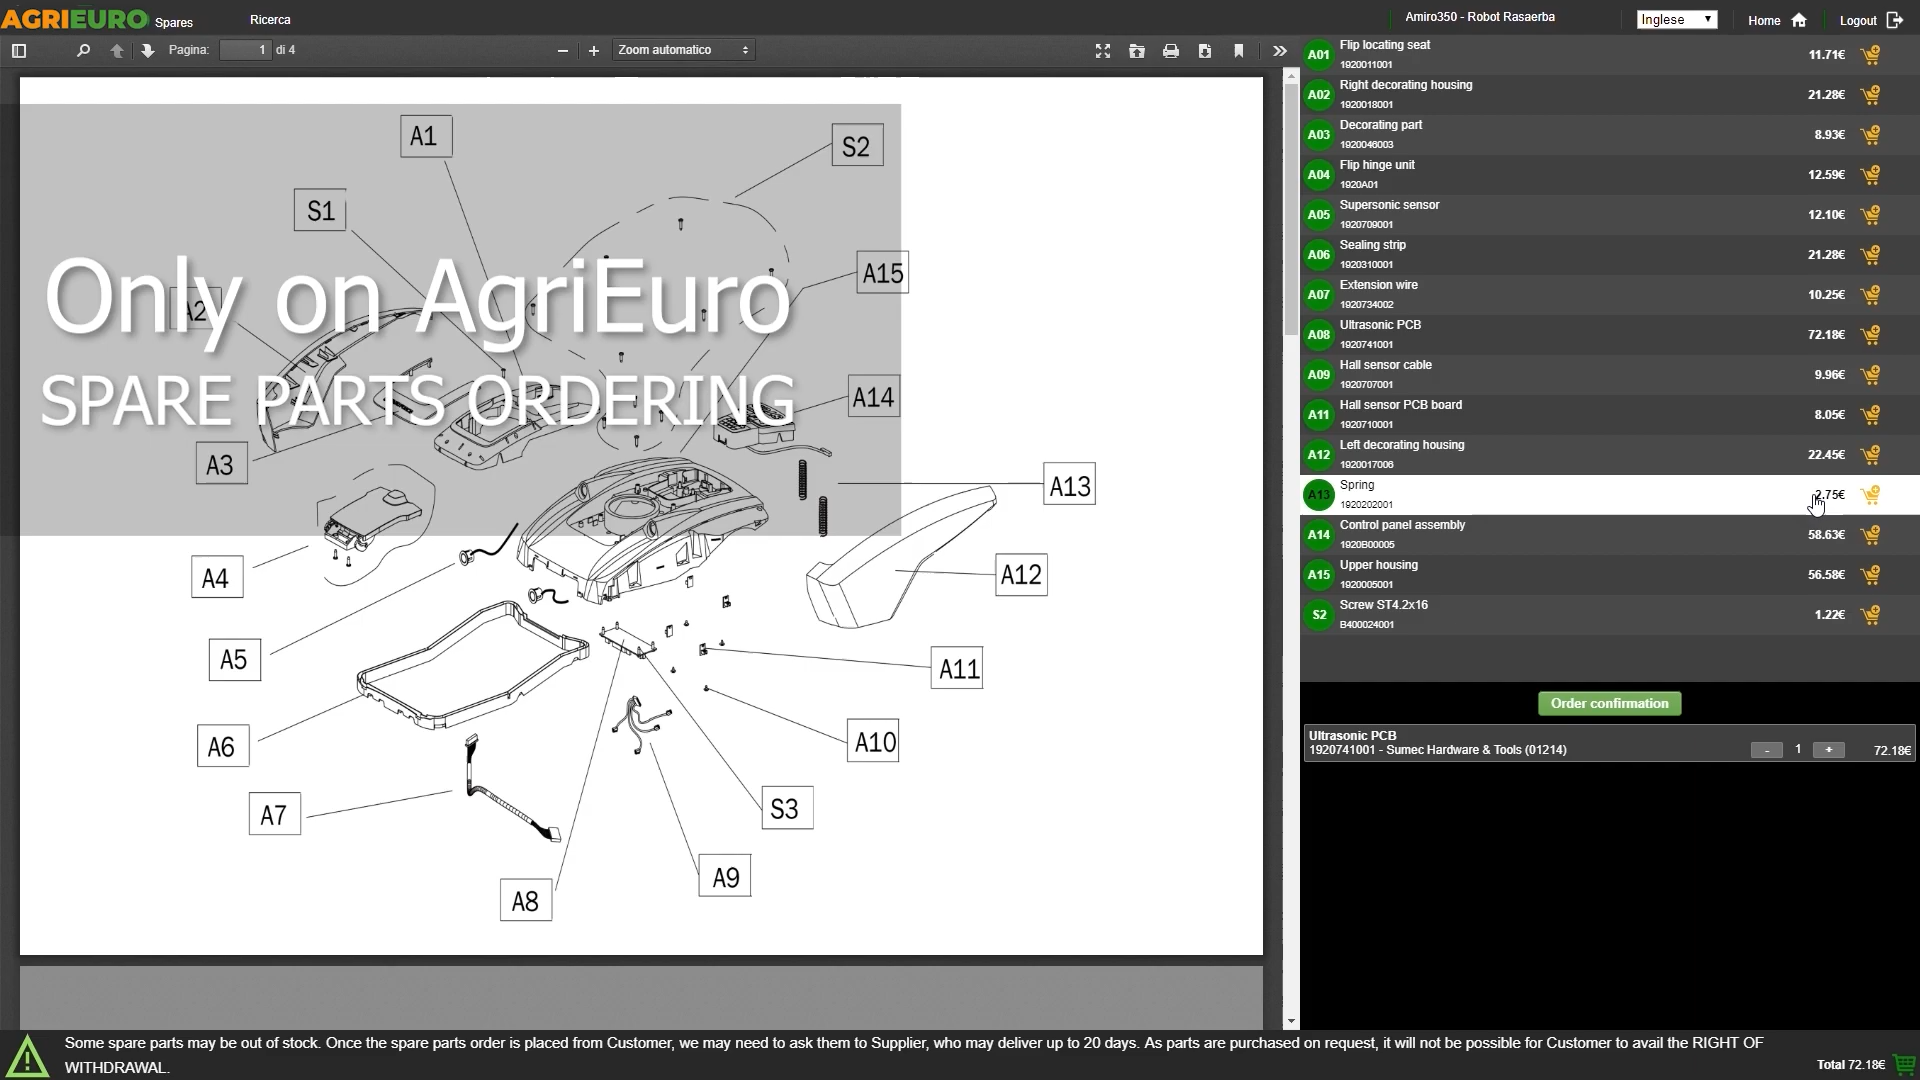 AGRIEURO Spares
Ricerca
Amiro350 - Robot Rasaerba
Inglese
Home
Logout
Pagina: 1 di 4
Zoom automatico
Only on AgriEuro
SPARE PARTS ORDERING
A1
S2
S1
A15
A2
A14
A3
A13
A4
A12
A5
A11
A6
A10
A7
S3
A9
A8
A01 Flip locating seat 11.71€
1920011001
A02 Right decorating housing 21.28€
1920018001
A03 Decorating part 8.93€
1920046003
A04 Flip hinge unit 12.59€
1920A01
A05 Supersonic sensor 12.10€
1920709001
A06 Sealing strip 21.28€
1920310001
A07 Extension wire 10.25€
1920734002
A08 Ultrasonic PCB 72.18€
1920741001
A09 Hall sensor cable 9.96€
1920707001
A11 Hall sensor PCB board 8.05€
1920710001
A12 Left decorating housing 22.45€
1920017006
A13 Spring 2.75€
1920202001
A14 Control panel assembly 58.63€
1920B00005
A15 Upper housing 56.58€
1920005001
S2 Screw ST4.2x16 1.22€
B400024001
Order confirmation
Ultrasonic PCB
1920741001 - Sumec Hardware & Tools (01214) - 1 + 72.18€
Some spare parts may be out of stock. Once the spare parts order is placed from Customer, we may need to ask them to Supplier, who may deliver up to 20 days. As parts are purchased on request, it will not be possible for Customer to avail the RIGHT OF
WITHDRAWAL.
Total 72.18€